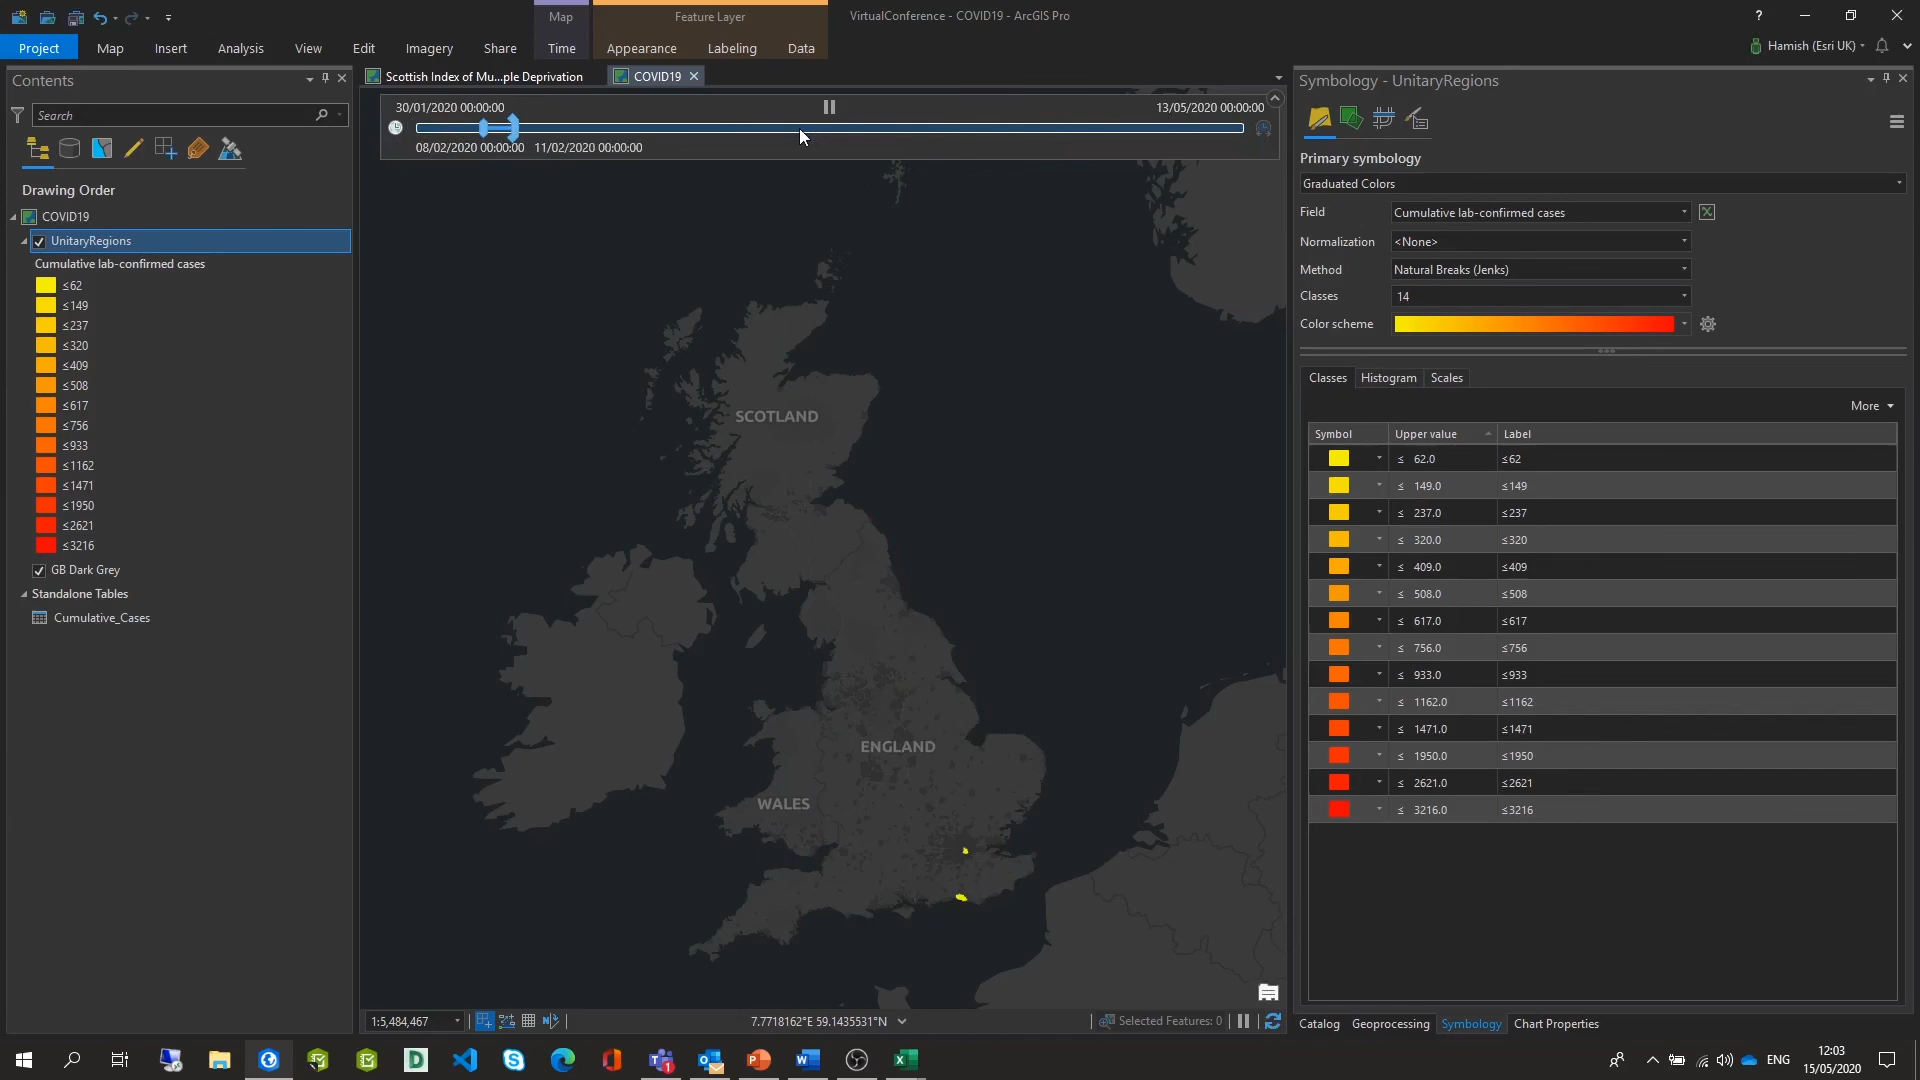 Map
Feature Layer
VirtualConference - COVID19 - ArcGIS Pro
?
Project
Map
Insert
Analysis
View
Edit
Imagery
Share
Time
Appearance
Labeling
Data
Hamish (Esri UK)
Contents
Search
Drawing Order
COVID19
UnitaryRegions
Cumulative lab-confirmed cases
≤62
≤149
≤237
≤320
≤409
≤508
≤617
≤756
≤933
≤1162
≤1471
≤1950
≤2621
≤3216
GB Dark Grey
Standalone Tables
Cumulative_Cases
Scottish Index of Mu...ple Deprivation
COVID19
30/01/2020 00:00:00
13/05/2020 00:00:00
08/02/2020 00:00:00 11/02/2020 00:00:00
SCOTLAND
ENGLAND
WALES
1:5,484,467
7.7718162°E 59.1435531°N
Selected Features: 0
Symbology - UnitaryRegions
Primary symbology
Graduated Colors
Field Cumulative lab-confirmed cases
Normalization <None>
Method Natural Breaks (Jenks)
Classes 14
Color scheme
Classes Histogram Scales
More
Symbol Upper value Label
≤ 62.0 ≤62
≤ 149.0 ≤149
≤ 237.0 ≤237
≤ 320.0 ≤320
≤ 409.0 ≤409
≤ 508.0 ≤508
≤ 617.0 ≤617
≤ 756.0 ≤756
≤ 933.0 ≤933
≤ 1162.0 ≤1162
≤ 1471.0 ≤1471
≤ 1950.0 ≤1950
≤ 2621.0 ≤2621
≤ 3216.0 ≤3216
Catalog Geoprocessing Symbology Chart Properties
ENG
12:03
15/05/2020